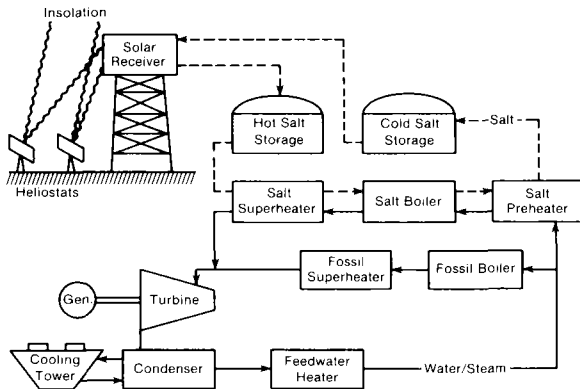 Insolation
Solar
Receiver
Hot Salt
Storage
Cold Salt
Storage
Salt
Heliostats
Salt
Superheater
Salt Boiler
Salt
Preheater
Fossil
Superheater
Fossil Boiler
Gen.
Turbine
Cooling
Tower
Condenser
Feedwater
Heater
Water/Steam